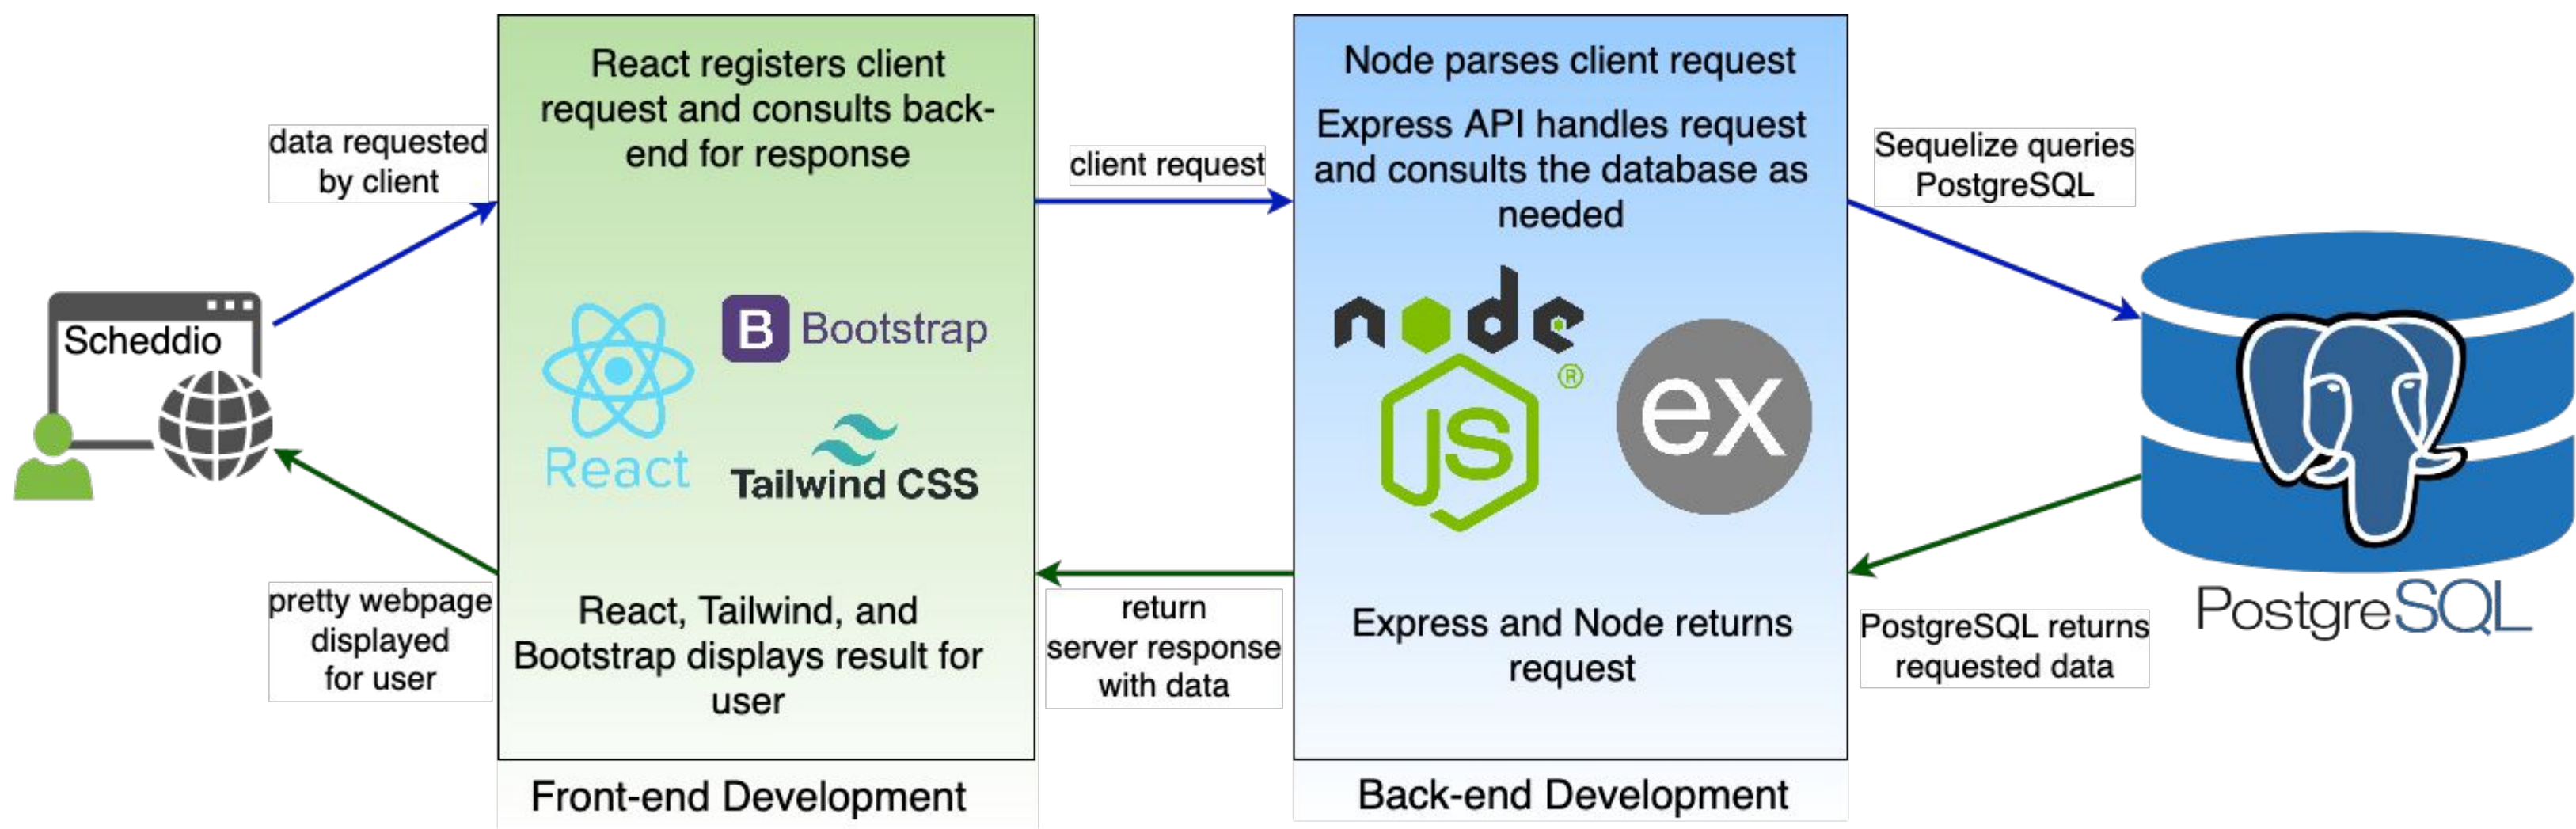 Scheddio
data requested
by client
pretty webpage
displayed
for user
React registers client
request and consults back-
end for response
React
B Bootstrap
Tailwind CSS
React, Tailwind, and
Bootstrap displays result for
user
Front-end Development
client request
return
server response
with data
Node parses client request
Express API handles request
and consults the database as
needed
node
®
JS
ex
Express and Node returns
request
Back-end Development
Sequelize queries
PostgreSQL
PostgreSQL returns
requested data
PostgreSQL